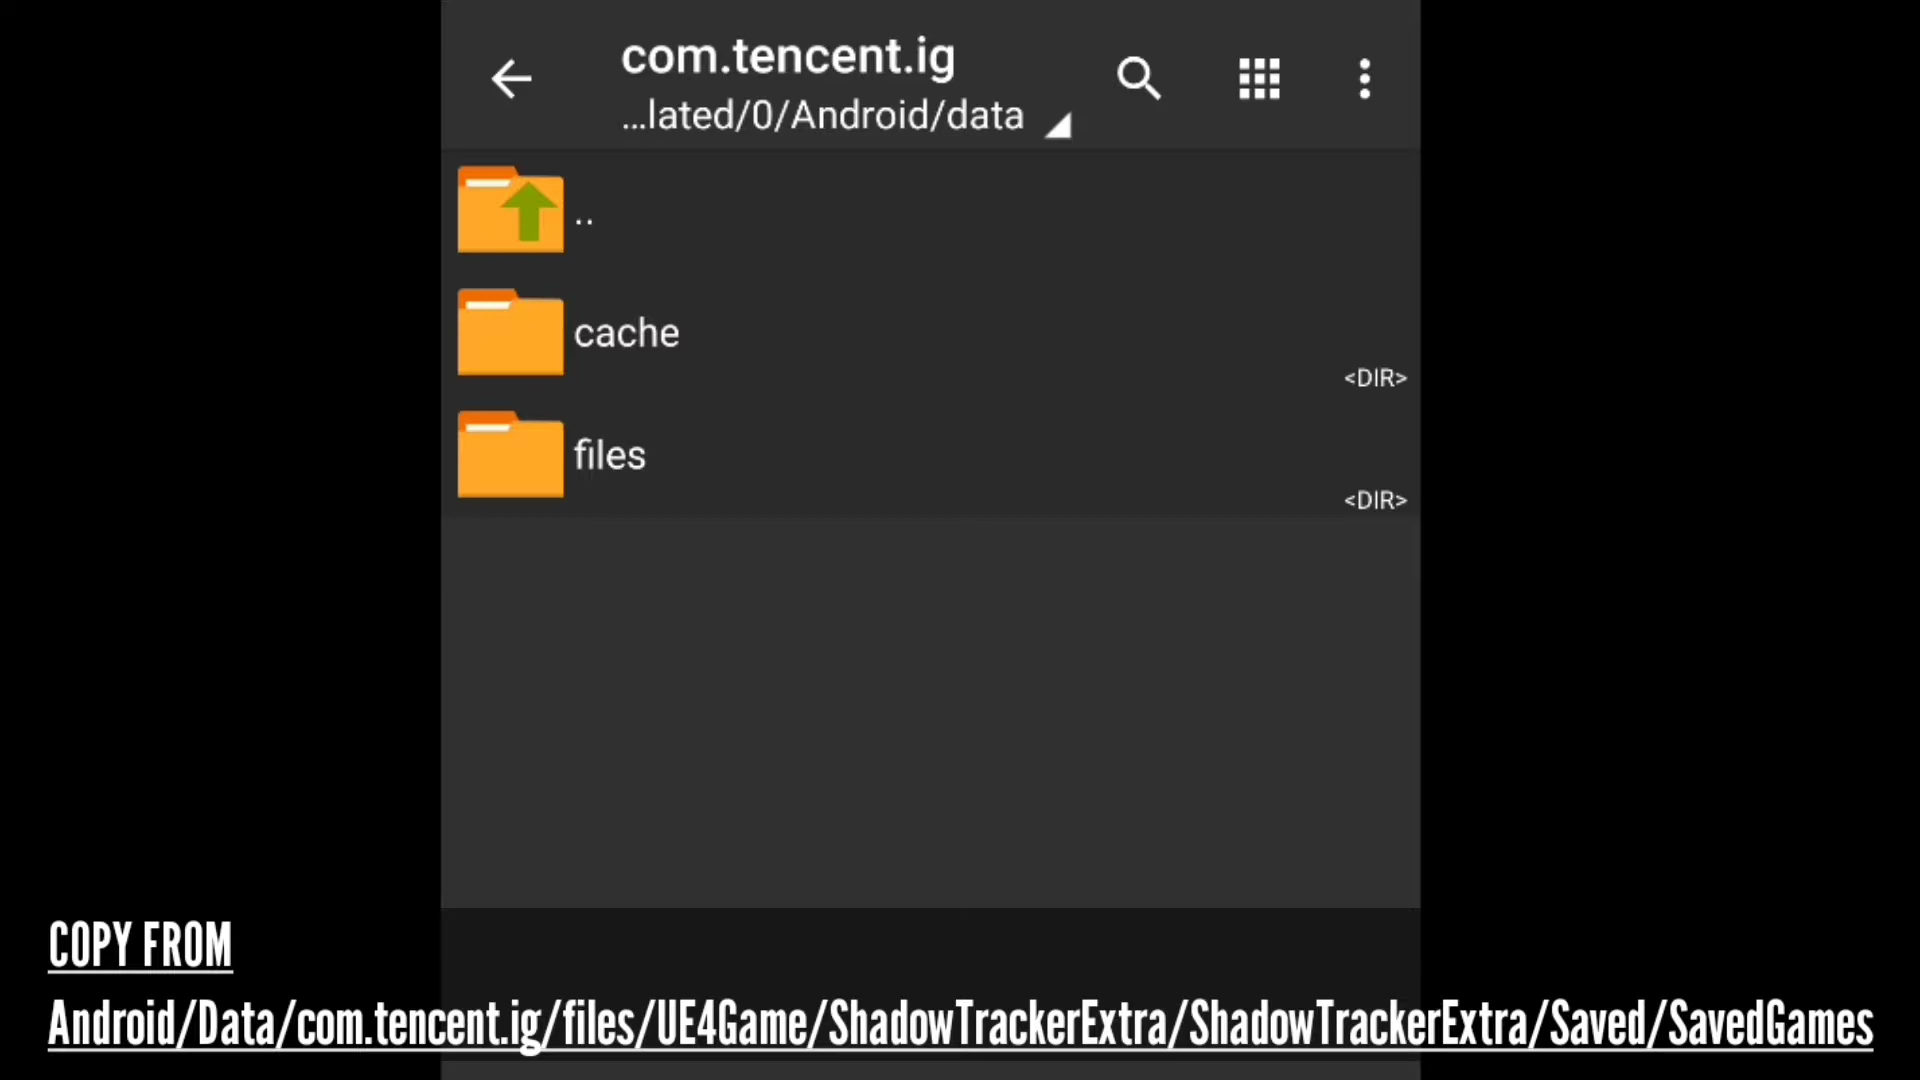 com.tencent.ig
...lated/0/Android/data
..
cache
<DIR>
files
<DIR>
COPY FROM
Android/Data/com.tencent.ig/files/UE4Game/ShadowTrackerExtra/ShadowTrackerExtra/Saved/SavedGames